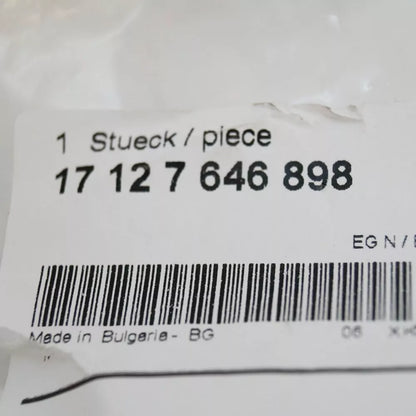 1 Stueck / piece
17 12 7 646 898
EG N /
Made in Bulgaria - BG 06